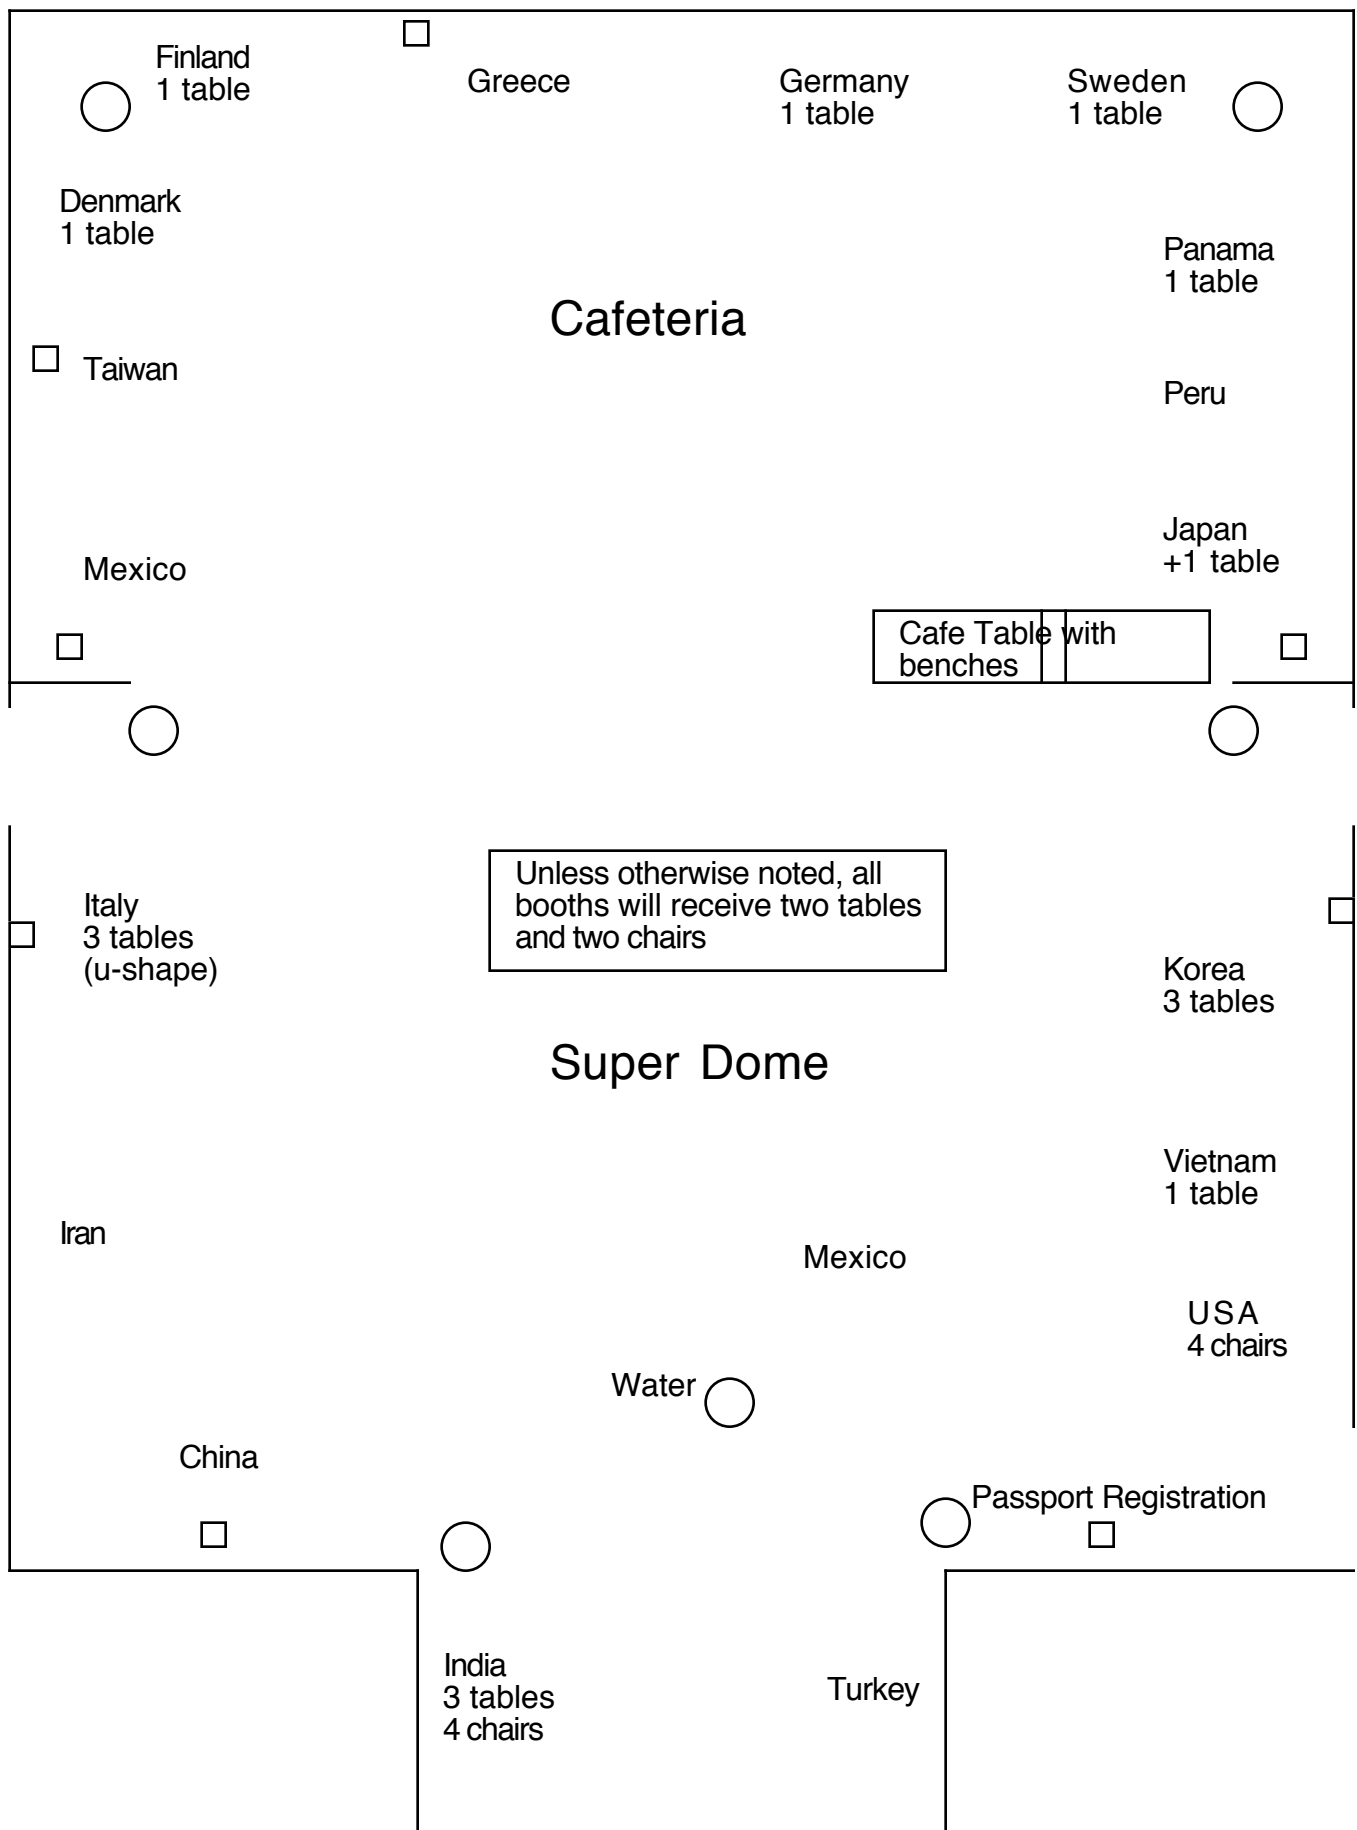 Finland
1 table
Greece
Germany
1 table
Sweden
1 table
Denmark
1 table
Panama
1 table
Cafeteria
Taiwan
Peru
Japan
+1 table
Mexico
Cafe Table with
benches
Unless otherwise noted, all
booths will receive two tables
and two chairs
Italy
3 tables
(u-shape)
Korea
3 tables
Super Dome
Vietnam
1 table
Iran
Mexico
USA
4 chairs
Water
China
Passport Registration
India
3 tables
4 chairs
Turkey